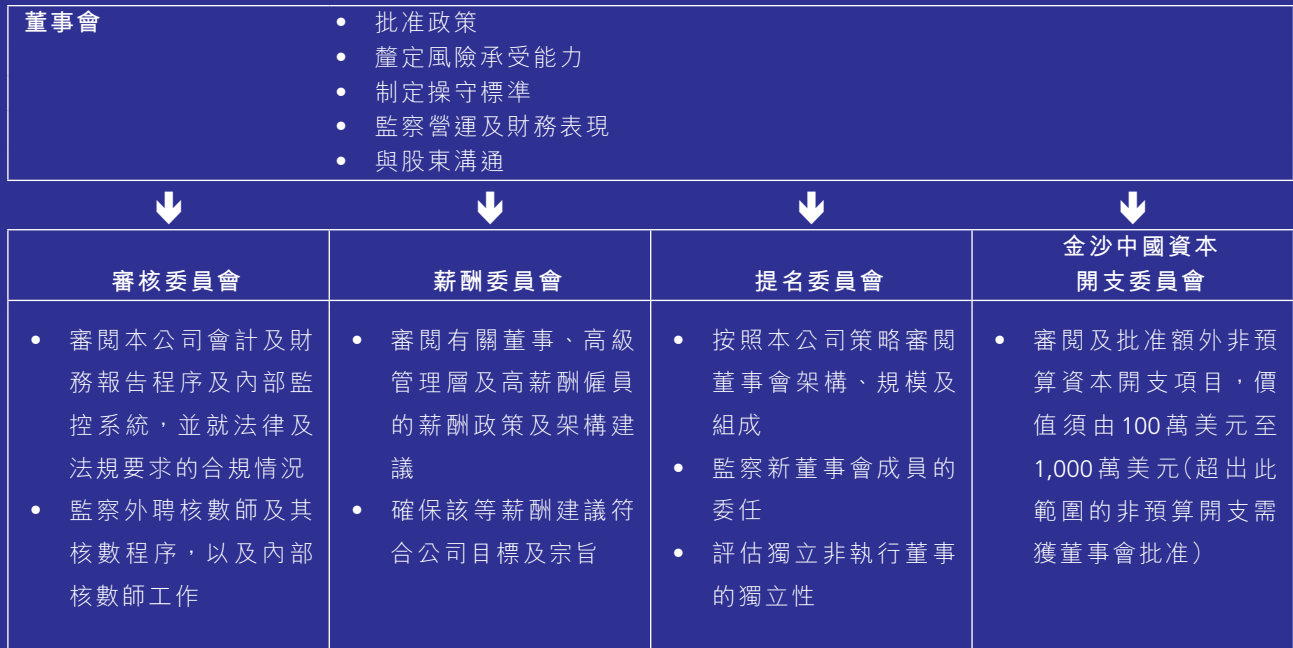 董事會
• 批准政策
• 釐定風險承受能力
• 制定操守標準
• 監察營運及財務表現
• 與股東溝通
審核委員會
• 審閱本公司會計及財
務報告程序及內部監
控系統，並就法律及
法規要求的合規情況
• 監察外聘核數師及其
核數程序，以及內部
核數師工作
薪酬委員會
• 審閱有關董事、高級
管理層及高薪酬僱員
的薪酬政策及架構建
議
• 確保該等薪酬建議符
合公司目標及宗旨
提名委員會
• 按照本公司策略審閱
董事會架構、規模及
組成
• 監察新董事會成員的
委任
• 評估獨立非執行董事
的獨立性
金沙中國資本
開支委員會
• 審閱及批准額外非預
算資本開支項目，價
值須由100萬美元至
1,000萬美元(超出此
範圍的非預算開支需
獲董事會批准)